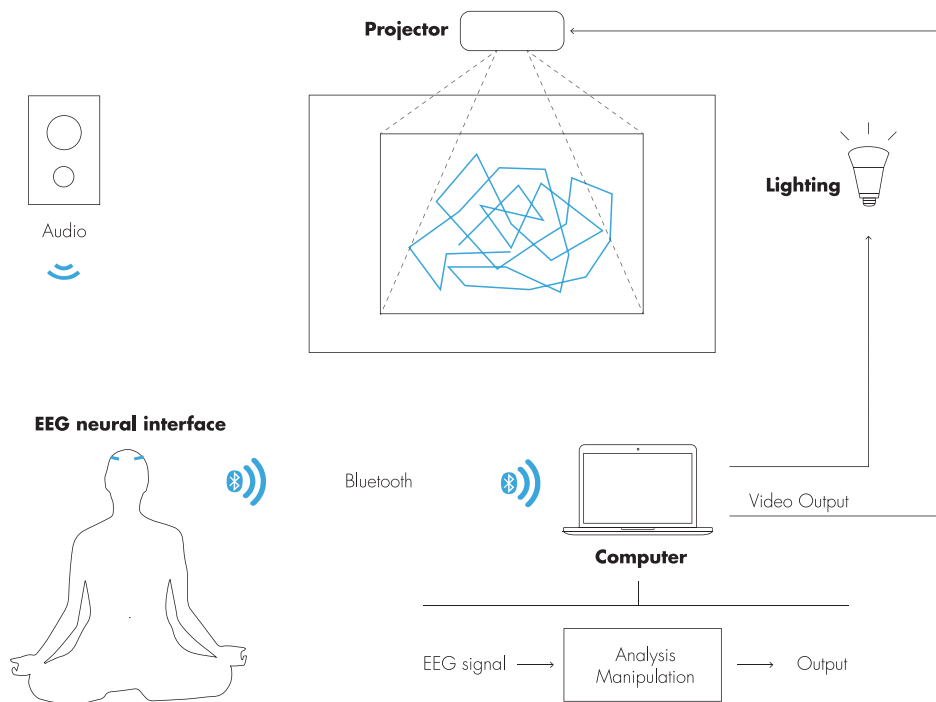 Projector
Lighting
Audio
EEG neural interface
Bluetooth
Video Output
Computer
EEG signal
Analysis
Manipulation
Output